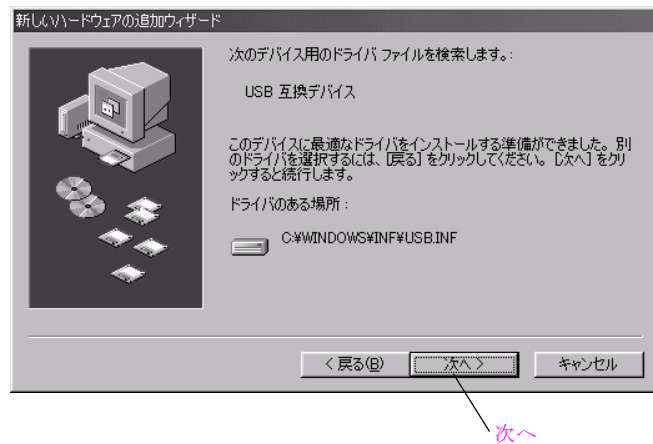 新しいハードウェアの追加ウィザード
次のデバイス用のドライバ ファイルを検索します。:
USB 互換デバイス
このデバイスに最適なドライバをインストールする準備ができました。別
のドライバを選択するには、[戻る] をクリックしてください。[次へ] をクリ
ックすると続行します。
ドライバのある場所 :
C:¥WINDOWS¥INF¥USB.INF
< 戻る(B)
次へ >
キャンセル
次へ